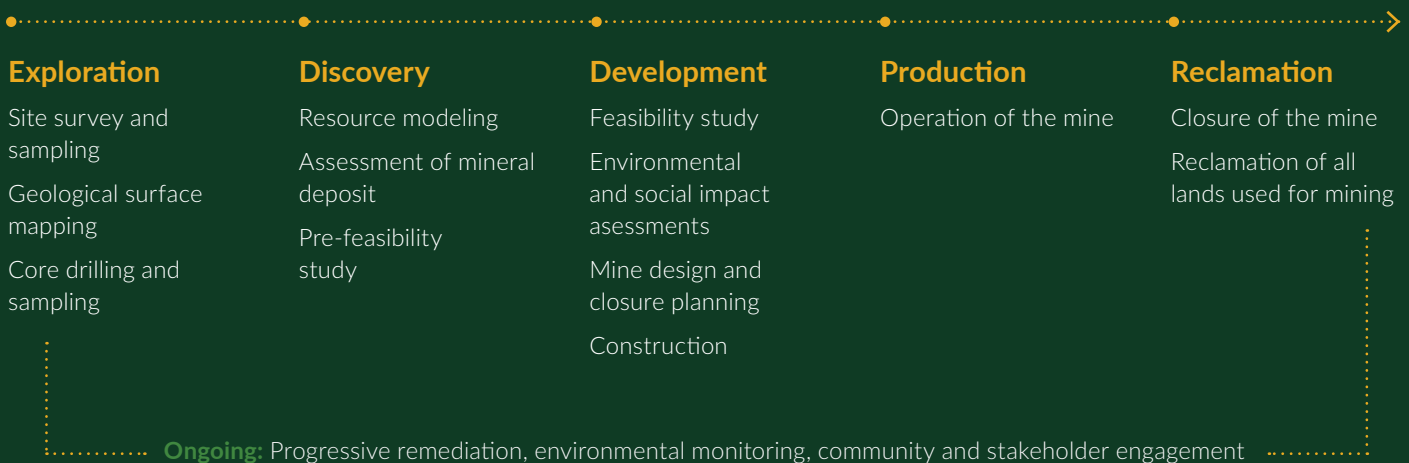 Exploration
Site survey and
sampling
Geological surface
mapping
Core drilling and
sampling
Discovery
Resource modeling
Assessment of mineral
deposit
Pre-feasibility
study
Development
Feasibility study
Environmental
and social impact
asessments
Mine design and
closure planning
Construction
Production
Operation of the mine
Reclamation
Closure of the mine
Reclamation of all
lands used for mining
Ongoing: Progressive remediation, environmental monitoring, community and stakeholder engagement